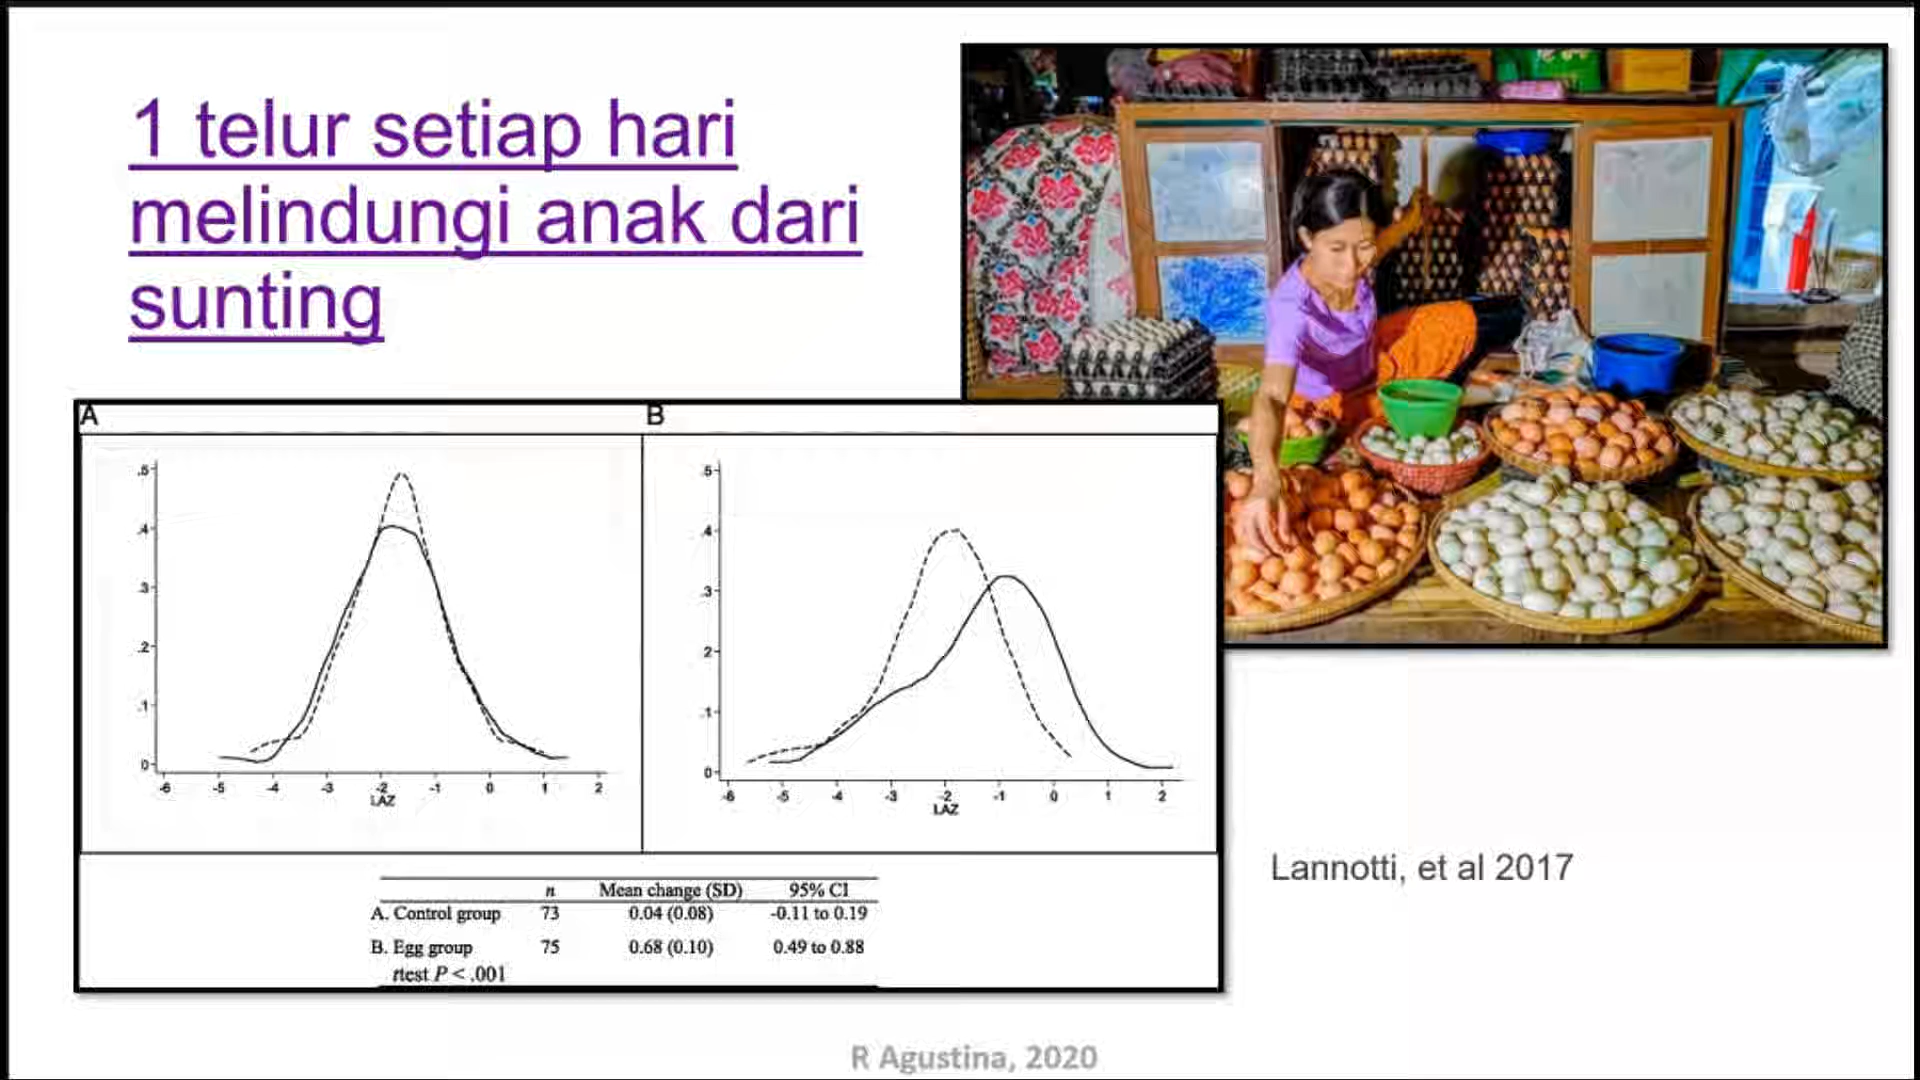 1 telur setiap hari
melindungi anak dari
sunting
A
B
.5
.4
.3
.2
.1
0
-6 -5 -4 -3 -2 -1 0 1 2
LAZ
.5
.4
.3
2
.1
0
-6 -5 -4 -3 -2 -1 0 1 2
LAZ
n Mean change (SD) 95% CI
A. Control group 73 0.04 (0.08) -0.11 to 0.19
B. Egg group 75 0.68 (0.10) 0.49 to 0.88
ttest P < .001
Lannotti, et al 2017
R Agustina, 2020